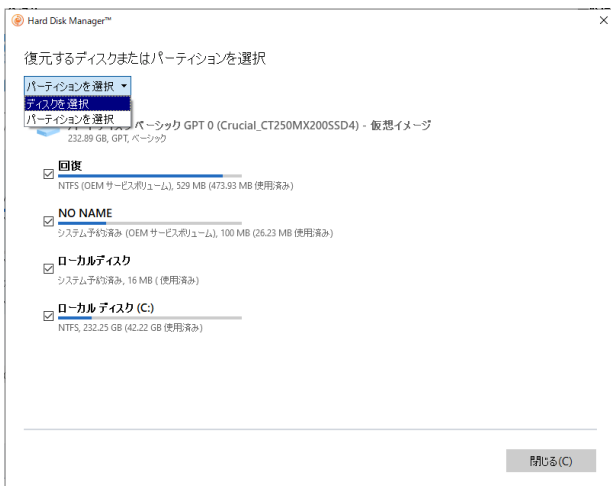 Hard Disk Manager™
復元するディスクまたはパーティションを選択
パーティションを選択
ディスクを選択
パーティションを選択
ベーシック GPT 0 (Crucial_CT250MX200SSD4) - 仮想イメージ
232.89 GB, GPT, ベーシック
回復
NTFS (OEM サービスボリューム), 529 MB (473.93 MB 使用済み)
NO NAME
システム予約済み (OEM サービスボリューム), 100 MB (26.23 MB 使用済み)
ローカルディスク
システム予約済み, 16 MB ( 使用済み)
ローカル ディスク (C:)
NTFS, 232.25 GB (42.22 GB 使用済み)
閉じる(C)